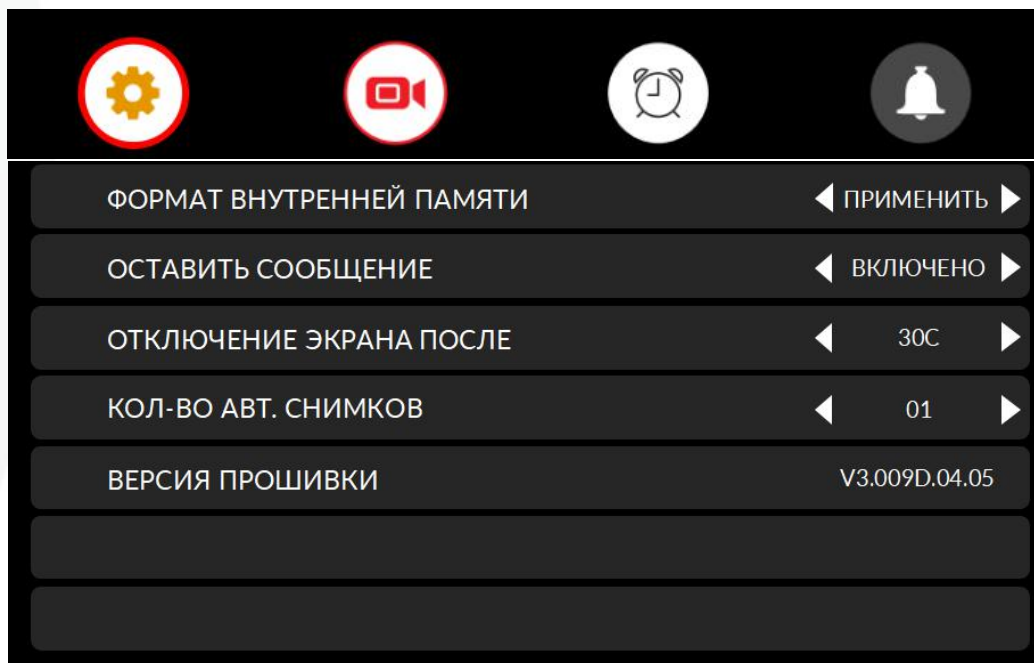 ФОРМАТ ВНУТРЕННЕЙ ПАМЯТИ ПРИМЕНИТЬ
ОСТАВИТЬ СООБЩЕНИЕ ВКЛЮЧЕНО
ОТКЛЮЧЕНИЕ ЭКРАНА ПОСЛЕ 30С
КОЛ-ВО АВТ. СНИМКОВ 01
ВЕРСИЯ ПРОШИВКИ V3.009D.04.05